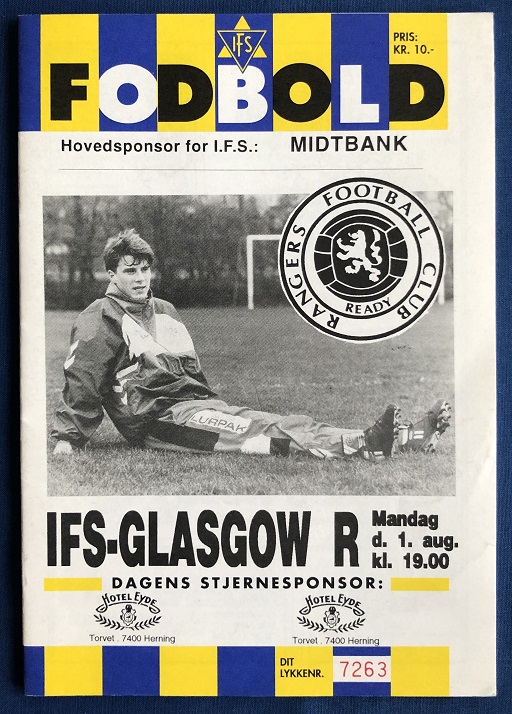 IFS
PRIS:
KR. 10.-
FODBOLD
Hovedsponsor for I.F.S.: MIDTBANK
RANGERS FOOTBALL CLUB
READY
LURPAK
IFS-GLASGOW R
Mandag
d. 1. aug.
kl. 19.00
DAGENS STJERNESPONSOR:
HOTEL EYDE
Torvet . 7400 Herning
HOTEL EYDE
Torvet . 7400 Herning
DIT
LYKKENR. 7263